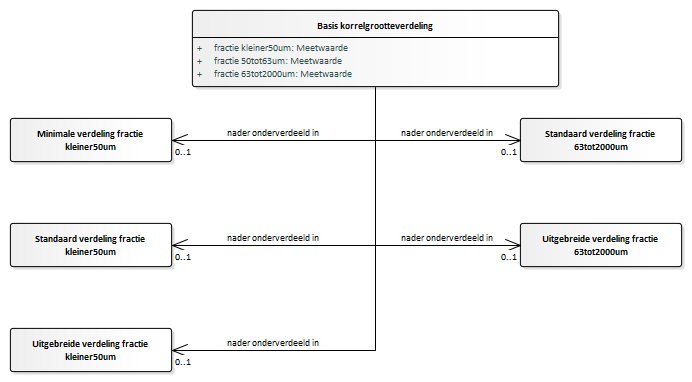 Basis korrelgrootteverdeling
+ fractie kleiner50um: Meetwaarde
+ fractie 50tot63um: Meetwaarde
+ fractie 63tot2000um: Meetwaarde
Minimale verdeling fractie
kleiner50um
nader onderverdeeld in
0..1
nader onderverdeeld in
0..1
Standaard verdeling fractie
63tot2000um
Standaard verdeling fractie
kleiner50um
nader onderverdeeld in
0..1
nader onderverdeeld in
0..1
Uitgebreide verdeling fractie
63tot2000um
Uitgebreide verdeling fractie
kleiner50um
nader onderverdeeld in
0..1